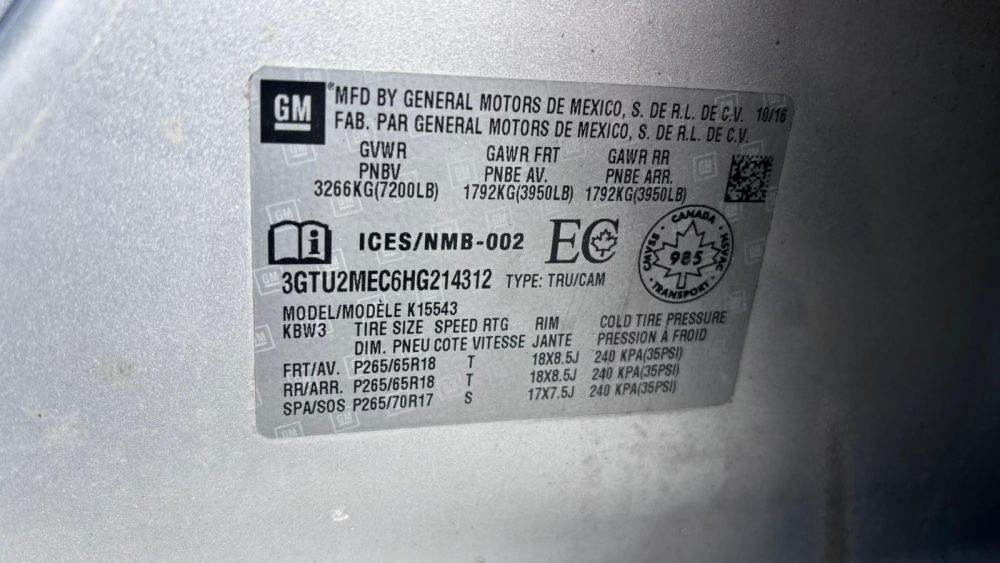 GM
MFD BY GENERAL MOTORS DE MEXICO, S. DE R.L. DE C.V. 10/16
FAB. PAR GENERAL MOTORS DE MEXICO, S. DE R.L. DE C.V.
GVWR GAWR FRT GAWR RR
PNBV PNBE AV. PNBE ARR.
3266KG(7200LB) 1792KG(3950LB) 1792KG(3950LB)
i ICES/NMB-002 EC
CANADA
CMVSS 985 NSVAC
TRANSPORT
3GTU2MEC6HG214312 TYPE: TRU/CAM
MODEL/MODÈLE K15543
KBW3 TIRE SIZE SPEED RTG RIM COLD TIRE PRESSURE
DIM. PNEU COTE VITESSE JANTE PRESSION À FROID
FRT/AV. P265/65R18 T 18X8.5J 240 KPA(35PSI)
RR/ARR. P265/65R18 T 18X8.5J 240 KPA(35PSI)
SPA/SOS P265/70R17 S 17X7.5J 240 KPA(35PSI)